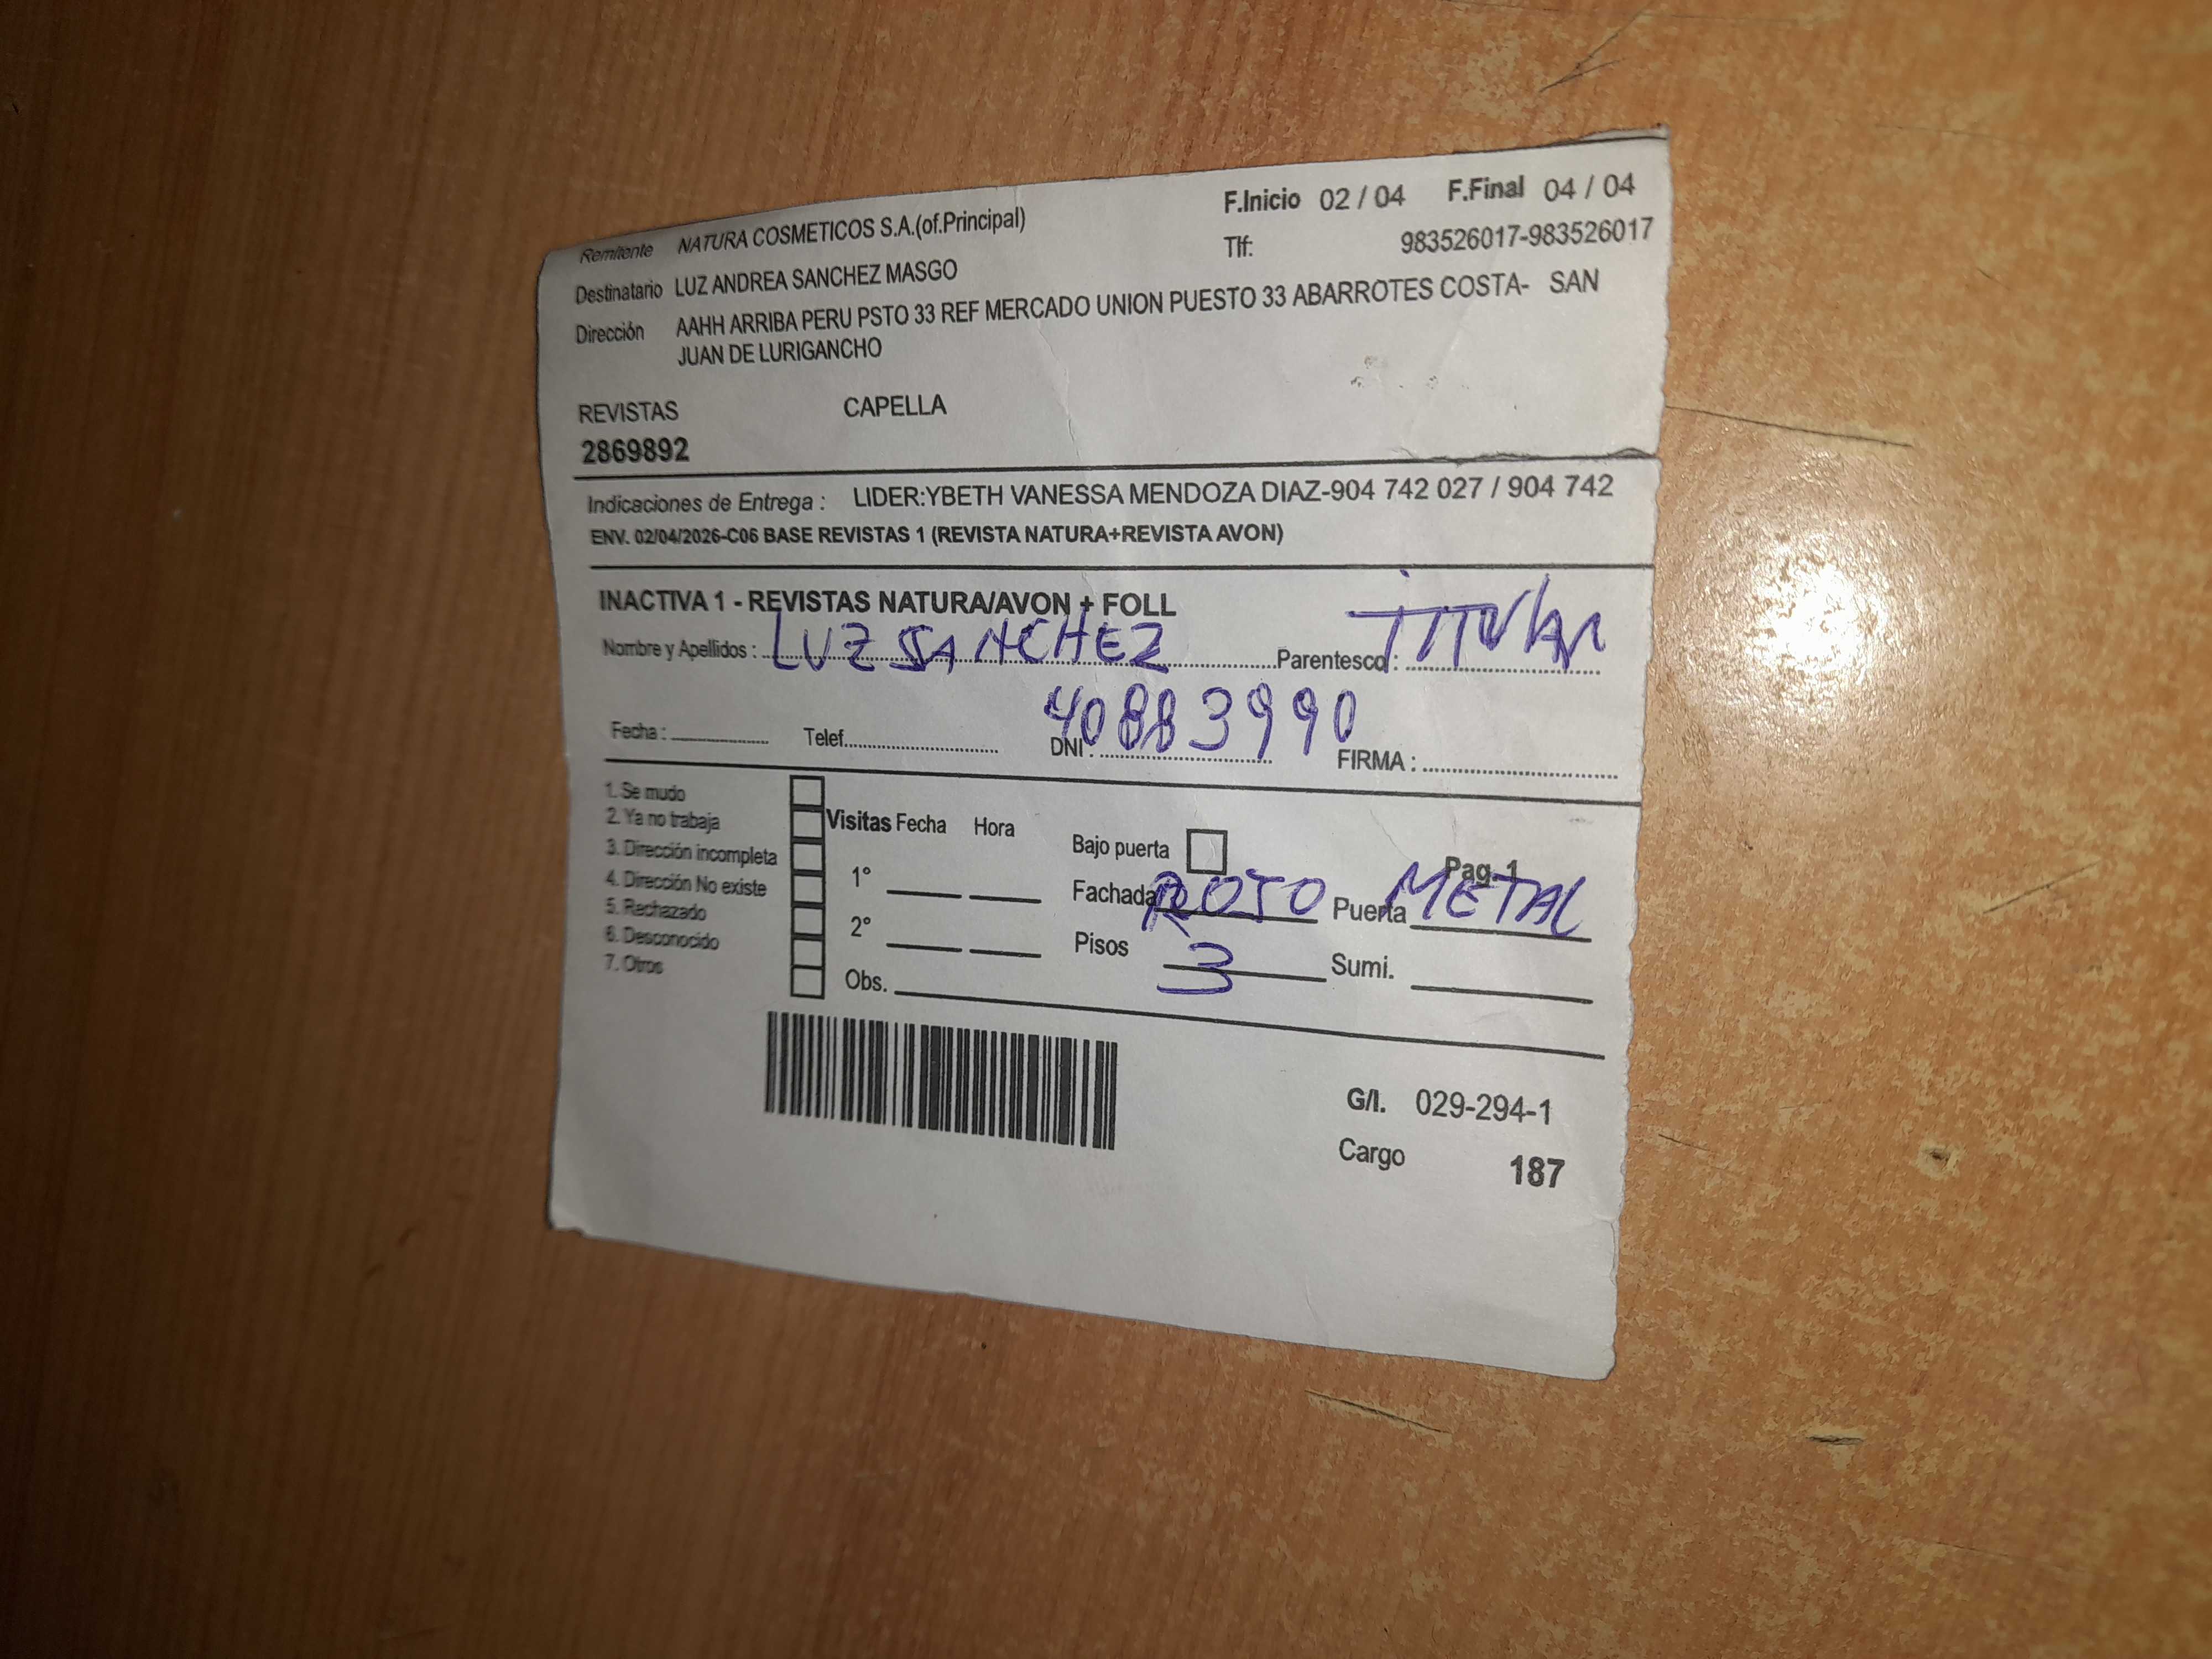 Remitente NATURA COSMETICOS S.A.(of.Principal) F.Inicio 02 / 04 F.Final 04 / 04
Destinatario LUZ ANDREA SANCHEZ MASGO Tlf: 983526017-983526017
Dirección AAHH ARRIBA PERU PSTO 33 REF MERCADO UNION PUESTO 33 ABARROTES COSTA- SAN
JUAN DE LURIGANCHO
REVISTAS CAPELLA
2869892
Indicaciones de Entrega : LIDER:YBETH VANESSA MENDOZA DIAZ-904 742 027 / 904 742
ENV. 02/04/2026-C06 BASE REVISTAS 1 (REVISTA NATURA+REVISTA AVON)
INACTIVA 1 - REVISTAS NATURA/AVON + FOLL
Nombre y Apellidos : LUZ SANCHEZ Parentesco : TITULAR
Fecha : Telef. DNI : 40883990 FIRMA :
1. Se mudo
2. Ya no trabaja Visitas Fecha Hora Bajo puerta Pag.1
3. Dirección incompleta 1° Fachada ROJO Puerta METAL
4. Dirección No existe
5. Rechazado 2° Pisos 3 Sumi.
6. Desconocido
7. Otros Obs.
G/I. 029-294-1
Cargo 187